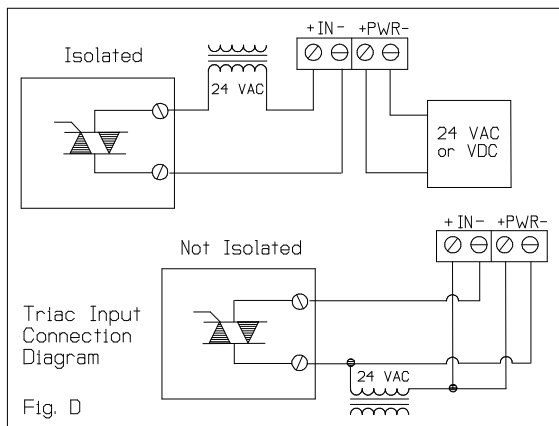 Isolated
24 VAC
+ IN - +PWR-
24 VAC
or VDC
+ IN - +PWR-
Not Isolated
24 VAC
Triac Input
Connection
Diagram
Fig. D